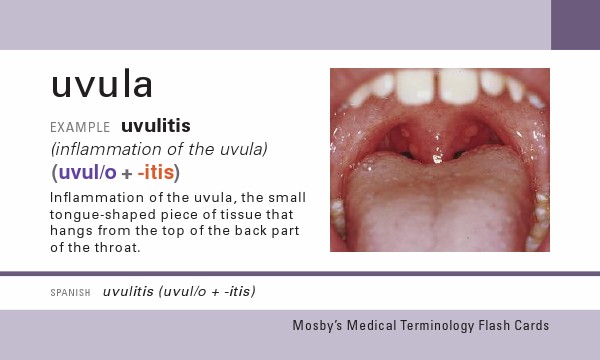 uvula
EXAMPLE uvulitis
(inflammation of the uvula)
(uvul/o + -itis)
Inflammation of the uvula, the small
tongue-shaped piece of tissue that
hangs from the top of the back part
of the throat.
SPANISH uvulitis (uvul/o + -itis)
Mosby's Medical Terminology Flash Cards